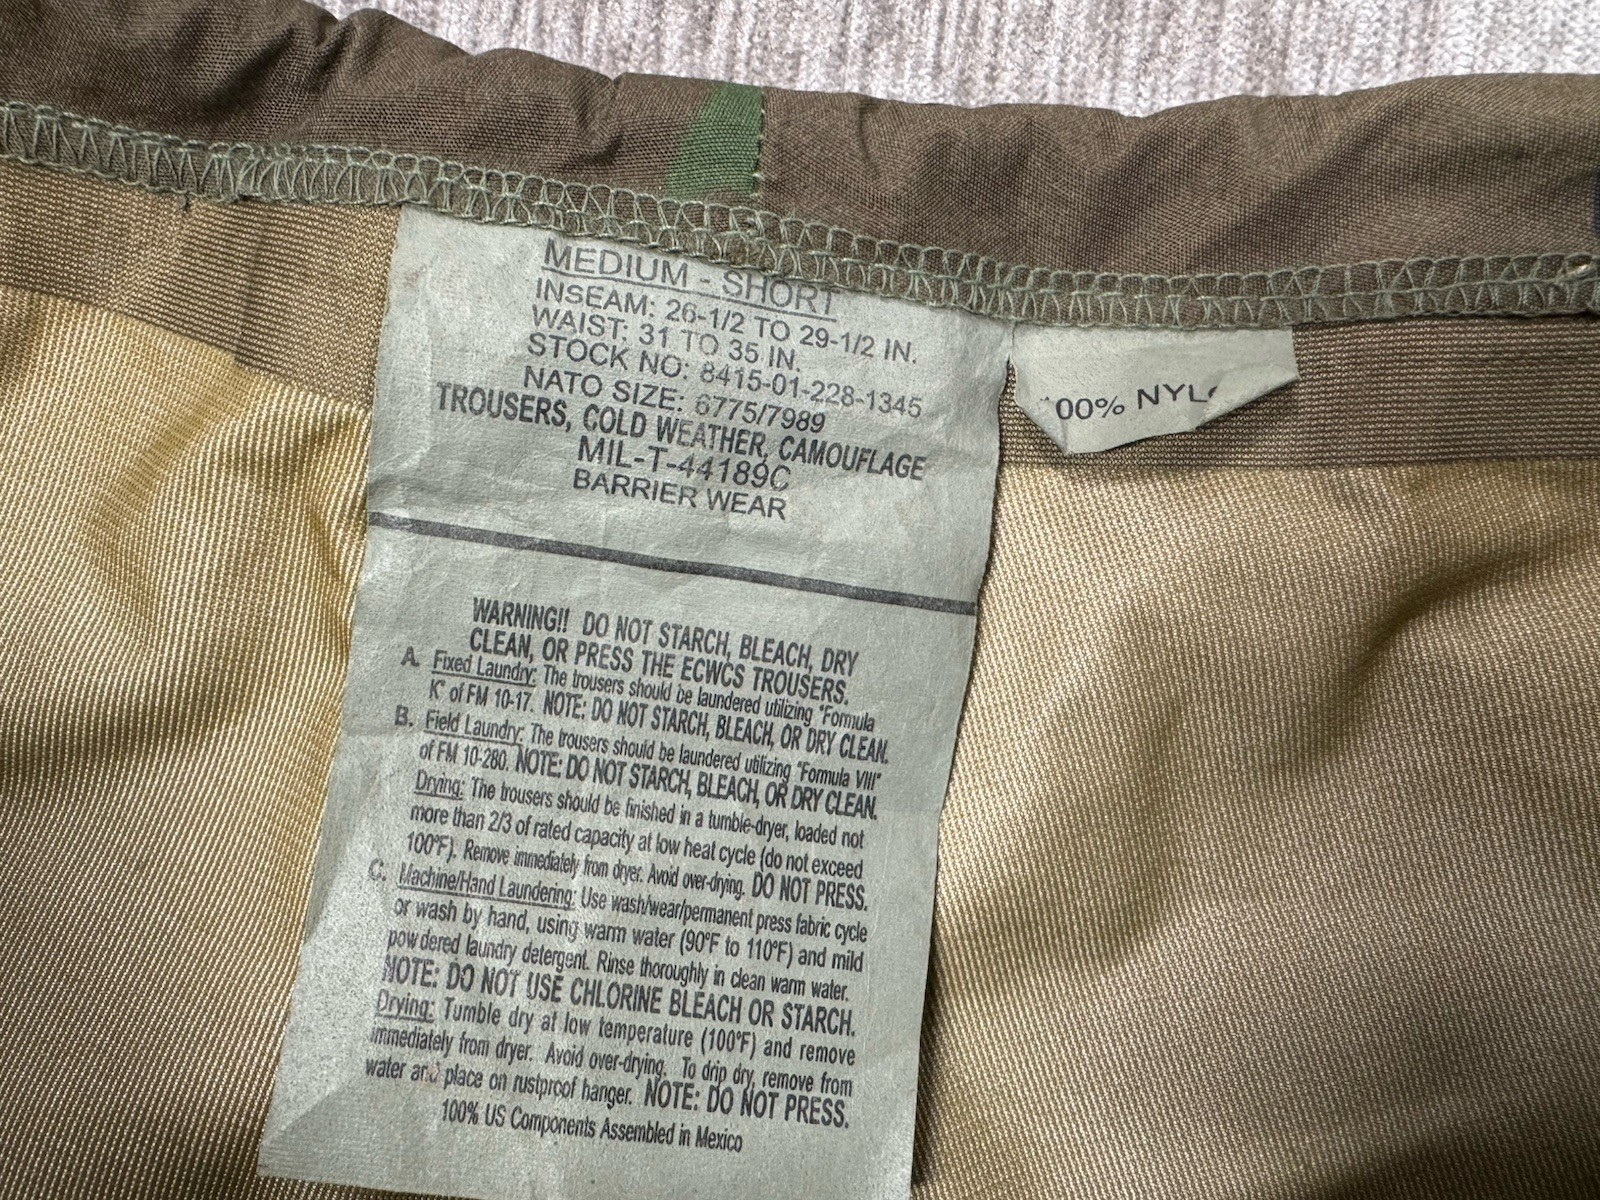 MEDIUM - SHORT
INSEAM: 26-1/2 TO 29-1/2 IN.
WAIST: 31 TO 35 IN.
STOCK NO: 8415-01-228-1345
NATO SIZE: 6775/7989
TROUSERS, COLD WEATHER, CAMOUFLAGE
MIL-T-44189C
BARRIER WEAR
00% NYL
WARNING!! DO NOT STARCH, BLEACH, DRY
CLEAN, OR PRESS THE ECWCS TROUSERS.
A. Fixed Laundry: The trousers should be laundered utilizing "Formula
K" of FM 10-17. NOTE: DO NOT STARCH, BLEACH, OR DRY CLEAN.
B. Field Laundry: The trousers should be laundered utilizing "Formula VIII"
of FM 10-280. NOTE: DO NOT STARCH, BLEACH, OR DRY CLEAN.
Drying: The trousers should be finished in a tumble-dryer, loaded not
more than 2/3 of rated capacity at low heat cycle (do not exceed
100°F). Remove immediately from dryer. Avoid over-drying. DO NOT PRESS.
C. Machine/Hand Laundering: Use wash/wear/permanent press fabric cycle
or wash by hand, using warm water (90°F to 110°F) and mild
powdered laundry detergent. Rinse thoroughly in clean warm water.
NOTE: DO NOT USE CHLORINE BLEACH OR STARCH.
Drying: Tumble dry at low temperature (100°F) and remove
immediately from dryer. Avoid over-drying. To drip dry, remove from
water and place on rustproof hanger. NOTE: DO NOT PRESS.
100% US Components Assembled in Mexico